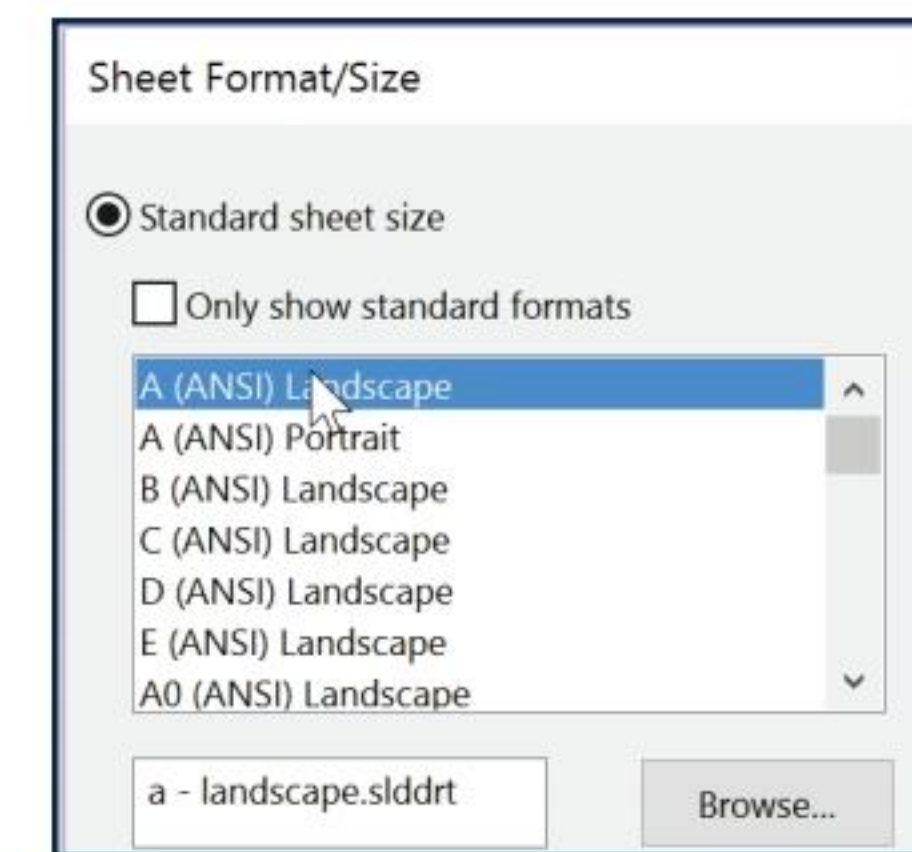 Sheet Format/Size
Standard sheet size
Only show standard formats
A (ANSI) Landscape
A (ANSI) Portrait
B (ANSI) Landscape
C (ANSI) Landscape
D (ANSI) Landscape
E (ANSI) Landscape
A0 (ANSI) Landscape
a - landscape.slddrt
Browse...